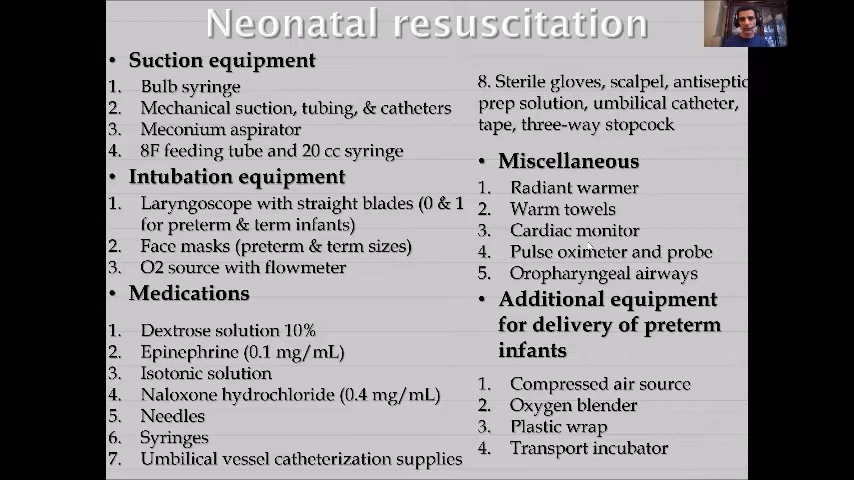 Neonatal resuscitation
• Suction equipment
1. Bulb syringe
2. Mechanical suction, tubing, & catheters
3. Meconium aspirator
4. 8F feeding tube and 20 cc syringe
• Intubation equipment
1. Laryngoscope with straight blades (0 & 1
for preterm & term infants)
2. Face masks (preterm & term sizes)
3. O2 source with flowmeter
• Medications
1. Dextrose solution 10%
2. Epinephrine (0.1 mg/mL)
3. Isotonic solution
4. Naloxone hydrochloride (0.4 mg/mL)
5. Needles
6. Syringes
7. Umbilical vessel catheterization supplies
8. Sterile gloves, scalpel, antiseptic
prep solution, umbilical catheter,
tape, three-way stopcock
• Miscellaneous
1. Radiant warmer
2. Warm towels
3. Cardiac monitor
4. Pulse oximeter and probe
5. Oropharyngeal airways
• Additional equipment
for delivery of preterm
infants
1. Compressed air source
2. Oxygen blender
3. Plastic wrap
4. Transport incubator